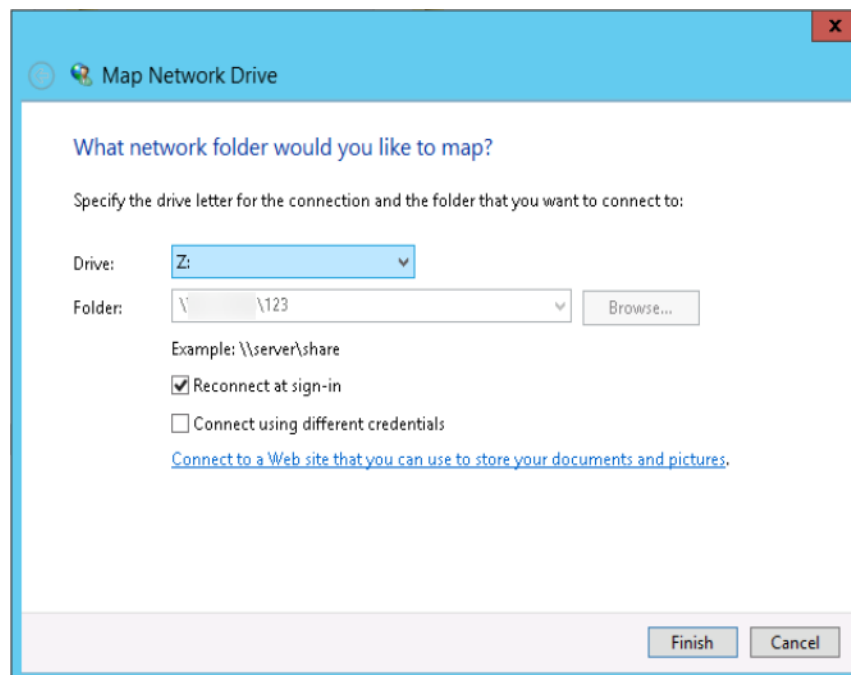 x
Map Network Drive
What network folder would you like to map?
Specify the drive letter for the connection and the folder that you want to connect to:
Drive: Z:
Folder: \ \123 Browse...
Example: \\server\share
Reconnect at sign-in
Connect using different credentials
Connect to a Web site that you can use to store your documents and pictures.
Finish Cancel